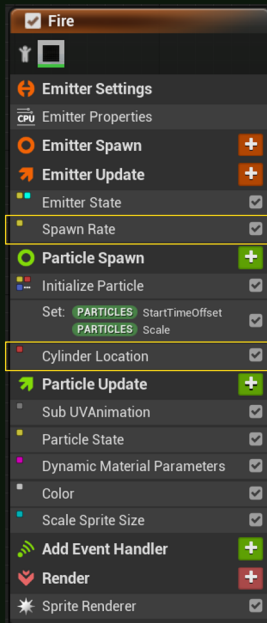 Fire
Emitter Settings
CPU Emitter Properties
Emitter Spawn
Emitter Update
Emitter State
Spawn Rate
Particle Spawn
Initialize Particle
Set: PARTICLES StartTimeOffset
PARTICLES Scale
Cylinder Location
Particle Update
Sub UVAnimation
Particle State
Dynamic Material Parameters
Color
Scale Sprite Size
Add Event Handler
Render
Sprite Renderer